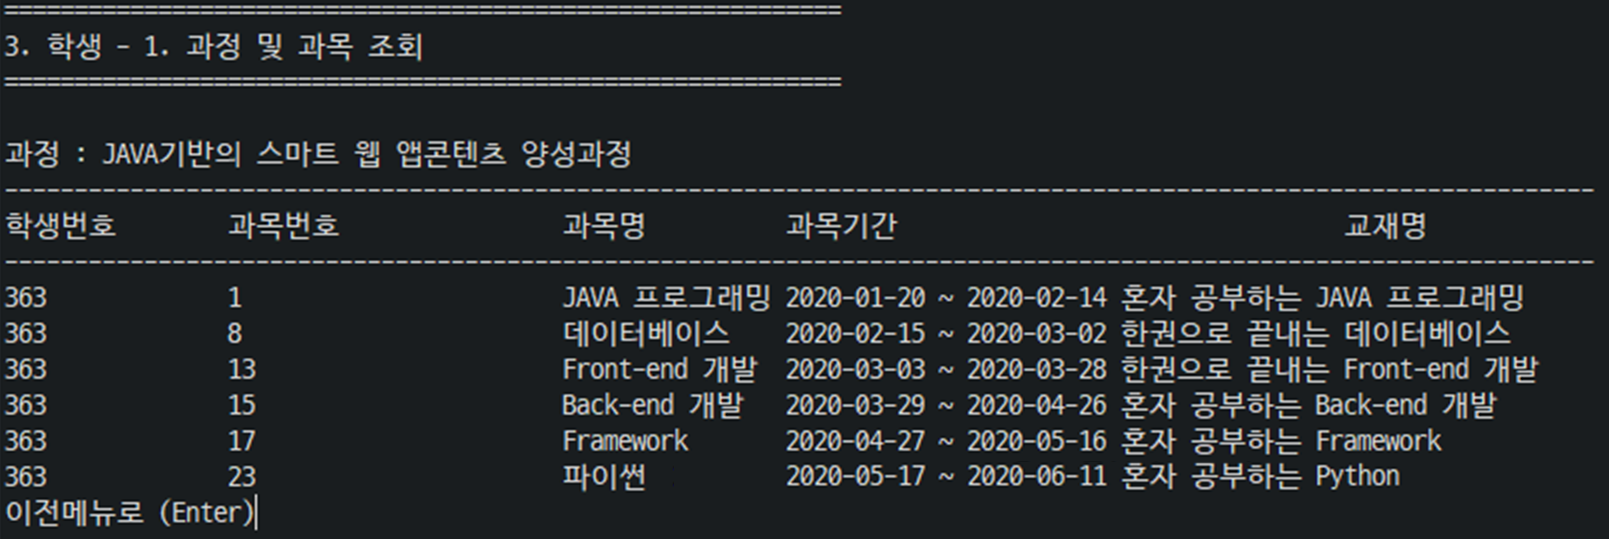 ============================================================
3. 학생 - 1. 과정 및 과목 조회
============================================================
과정 : JAVA기반의 스마트 웹 앱콘텐츠 양성과정
------------------------------------------------------------------------------------------------------------------
학생번호 과목번호 과목명 과목기간 교재명
------------------------------------------------------------------------------------------------------------------
363 1 JAVA 프로그래밍 2020-01-20 ~ 2020-02-14 혼자 공부하는 JAVA 프로그래밍
363 8 데이터베이스 2020-02-15 ~ 2020-03-02 한권으로 끝내는 데이터베이스
363 13 Front-end 개발 2020-03-03 ~ 2020-03-28 한권으로 끝내는 Front-end 개발
363 15 Back-end 개발 2020-03-29 ~ 2020-04-26 혼자 공부하는 Back-end 개발
363 17 Framework 2020-04-27 ~ 2020-05-16 혼자 공부하는 Framework
363 23 파이썬 2020-05-17 ~ 2020-06-11 혼자 공부하는 Python
이전메뉴로 (Enter)